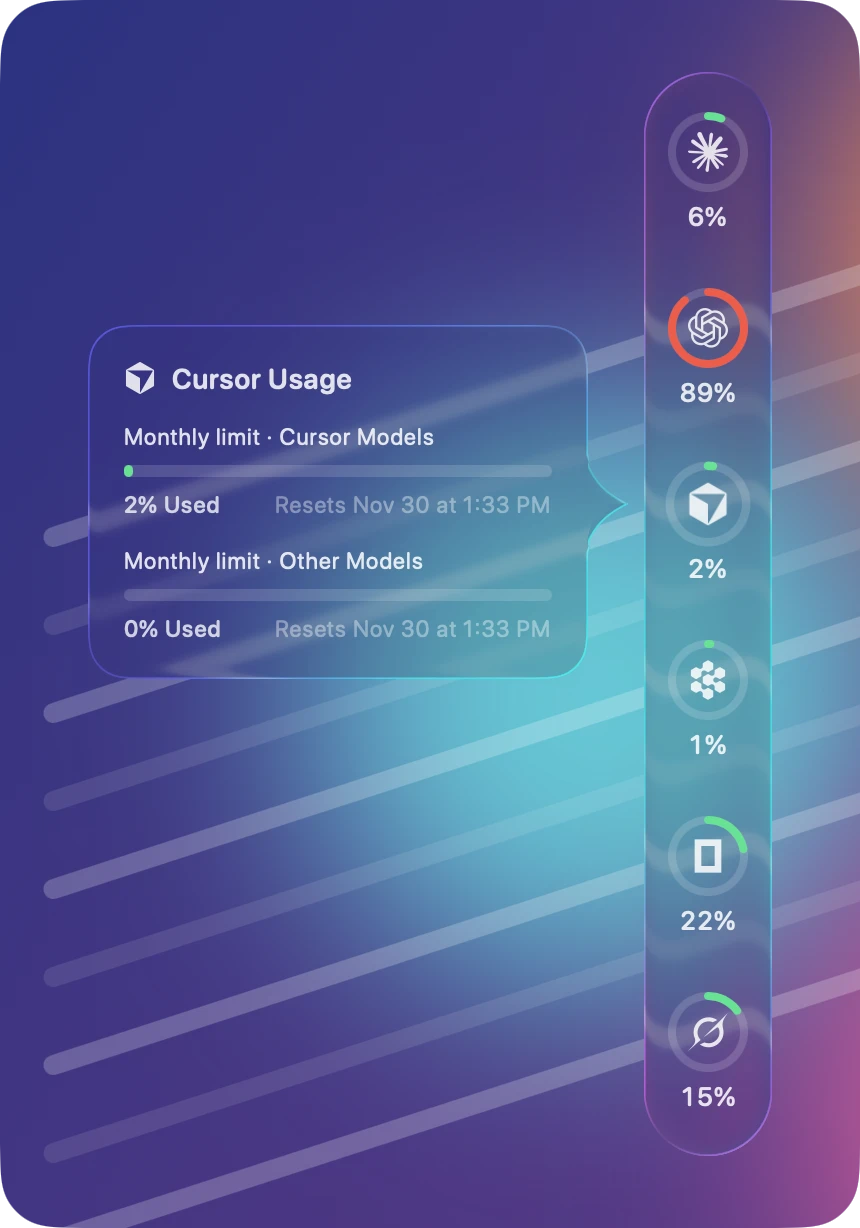 6%
89%
Cursor Usage
Monthly limit · Cursor Models
2% Used Resets Nov 30 at 1:33 PM
Monthly limit · Other Models
0% Used Resets Nov 30 at 1:33 PM
2%
1%
22%
15%